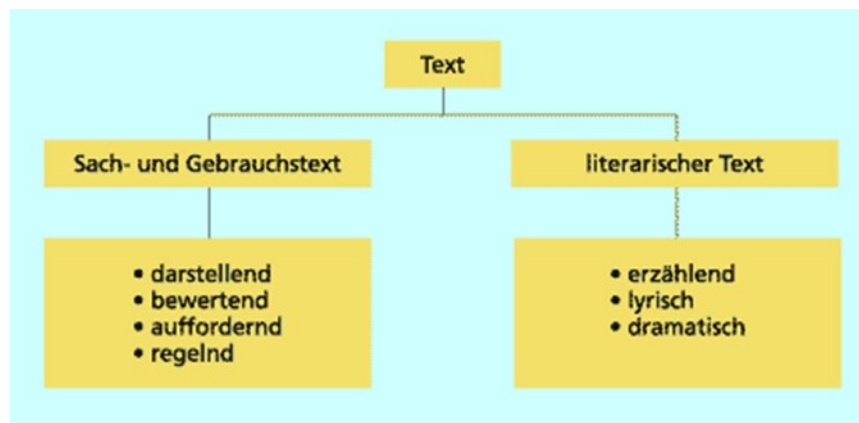 Text
Sach- und Gebrauchstext
literarischer Text
• darstellend
• bewertend
• auffordernd
• regelnd
• erzählend
• lyrisch
• dramatisch